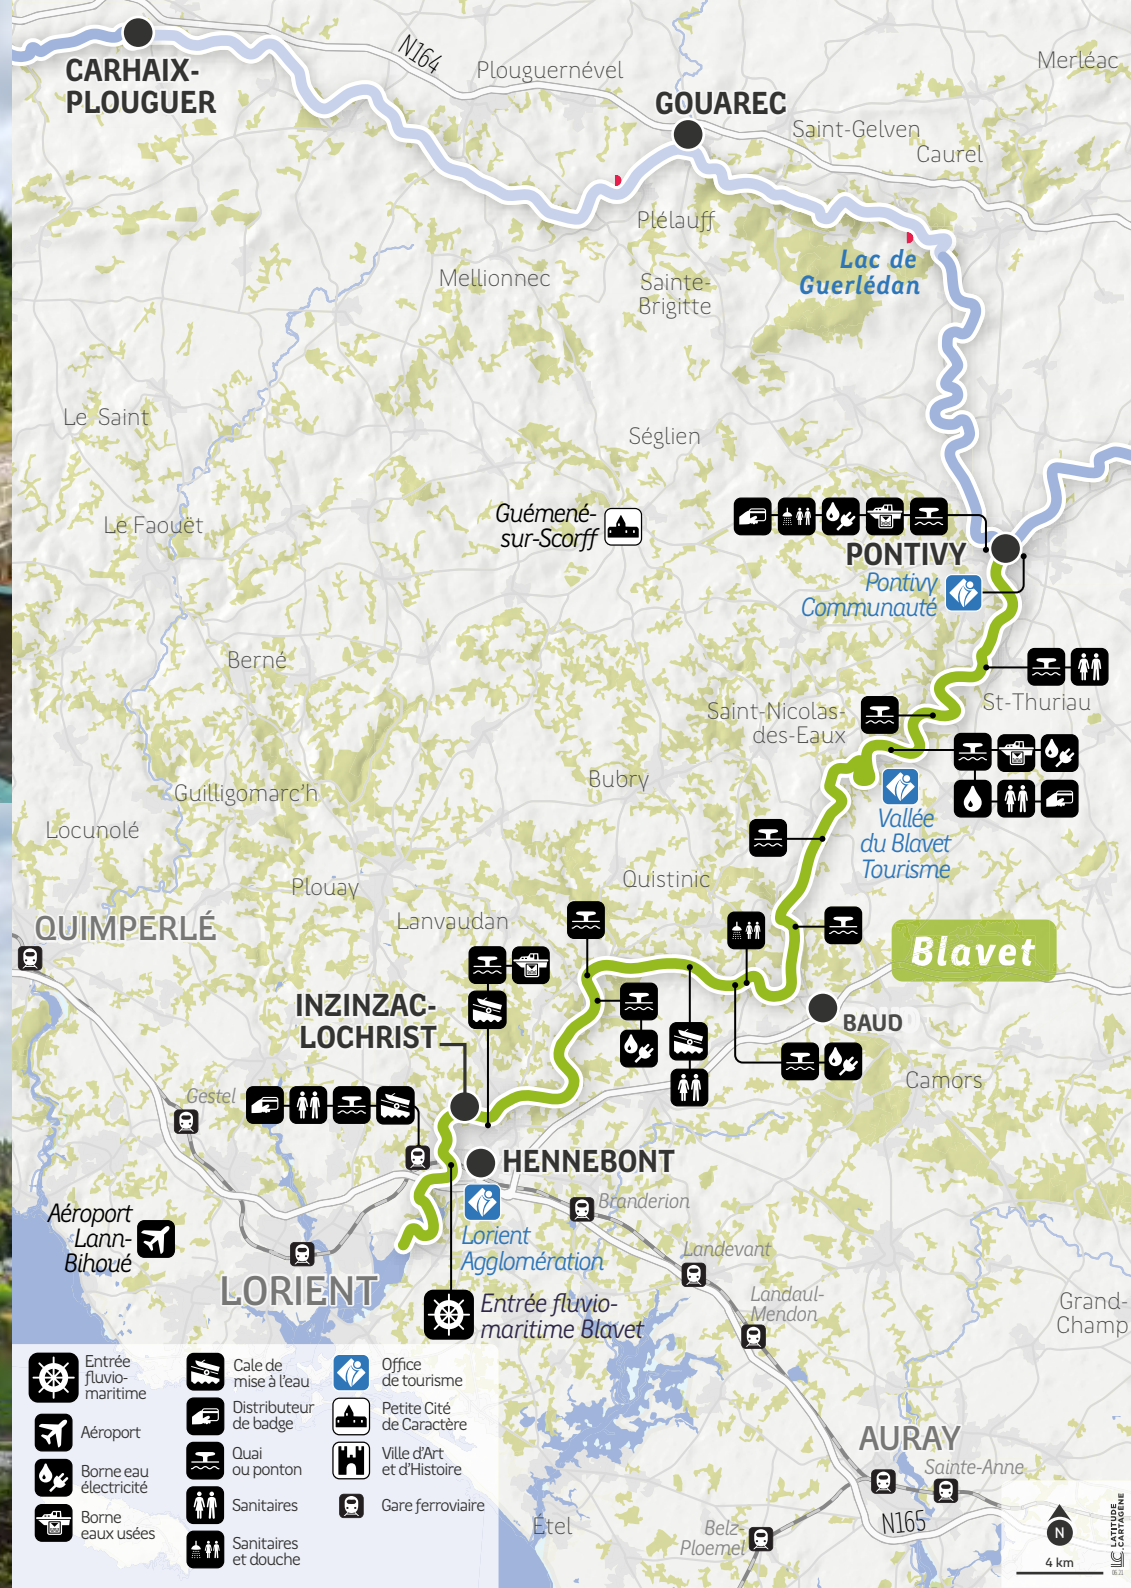 CARHAIX-
PLOUGUER
N164
Plouguernével
Merléac
GOUAREC
Saint-Gelven
Caurel
Plélauff
Lac de
Guerlédan
Mellionnec
Sainte-
Brigitte
Le Saint
Séglien
Guémené-
sur-Scorff
Le Faouët
PONTIVY
Pontivy
Communauté
Berné
St-Thuriau
Saint-Nicolas-
des-Eaux
Bubry
Guilligomarc'h
Locunolé
Vallée
du Blavet
Tourisme
Plouay
Quistinic
Lanvaudan
QUIMPERLÉ
Blavet
INZINZAC-
LOCHRIST
BAUD
Camors
Gestel
HENNEBONT
Branderion
Aéroport
Lann-
Bihoué
Lorient
Agglomération
Landevant
LORIENT
Entrée fluvio-
maritime Blavet
Landaul-
Mendon
Grand-
Champ
Entrée
fluvio-
maritime
Aéroport
Borne eau
électricité
Borne
eaux usées
Cale de
mise à l'eau
Distributeur
de badge
Quai
ou ponton
Sanitaires
Sanitaires
et douche
Office
de tourisme
Petite Cité
de Caractère
Ville d'Art
et d'Histoire
Gare ferroviaire
AURAY
Sainte-Anne
Étel
Belz-
Ploemel
N165
N
4 km
LATITUDE
CARTAGÈNE